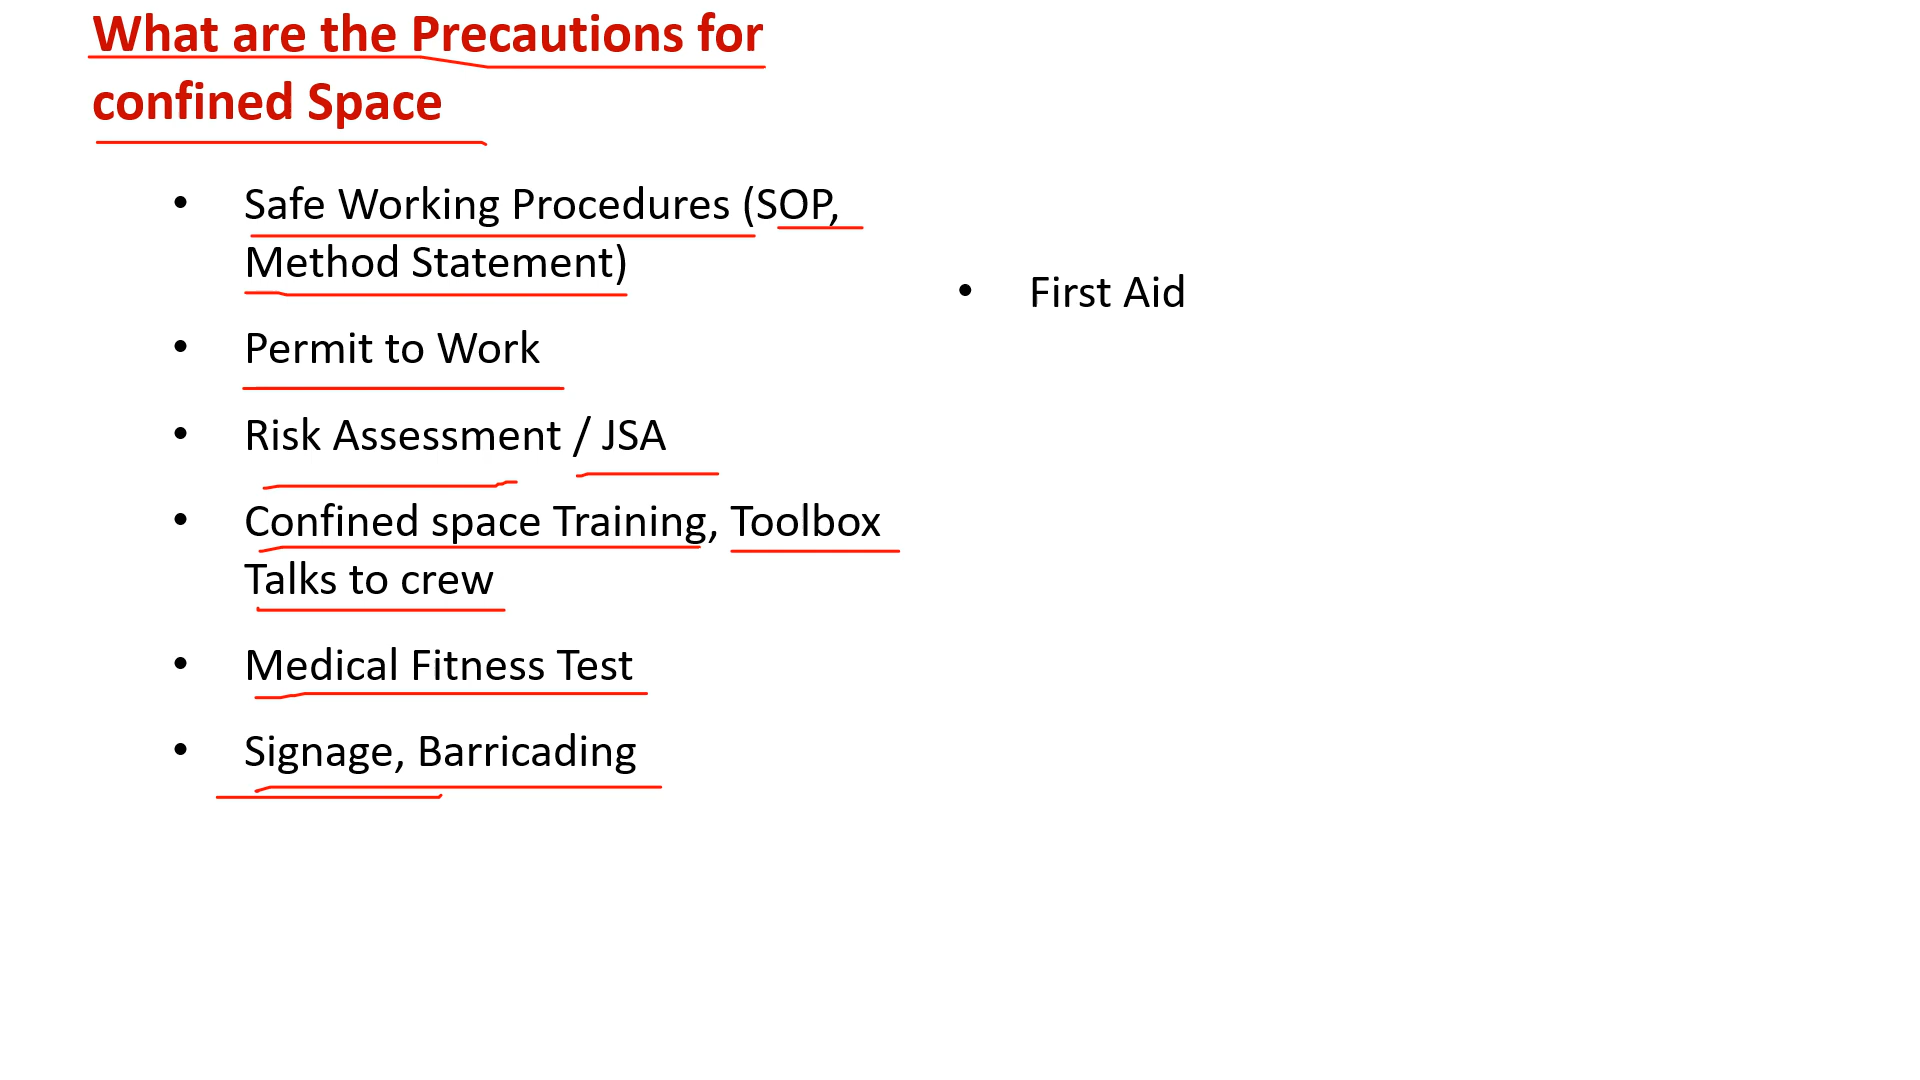 What are the Precautions for
confined Space
• Safe Working Procedures (SOP,
Method Statement)
• Permit to Work
• Risk Assessment / JSA
• Confined space Training, Toolbox
Talks to crew
• Medical Fitness Test
• Signage, Barricading
• First Aid